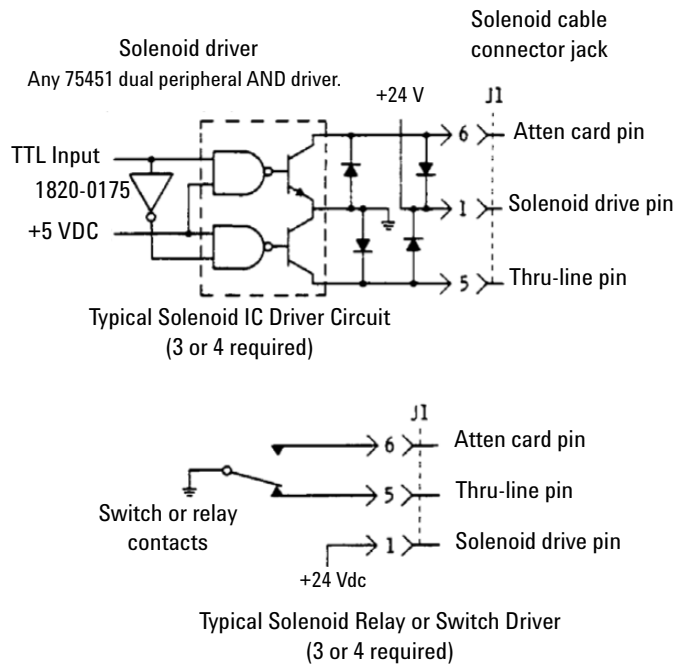 Solenoid driver
Any 75451 dual peripheral AND driver.
Solenoid cable
connector jack
+24 V
J1
TTL Input
1820-0175
+5 VDC
6
Atten card pin
1
Solenoid drive pin
5
Thru-line pin
Typical Solenoid IC Driver Circuit
(3 or 4 required)
J1
6
Atten card pin
5
Thru-line pin
Switch or relay
contacts
1
Solenoid drive pin
+24 Vdc
Typical Solenoid Relay or Switch Driver
(3 or 4 required)